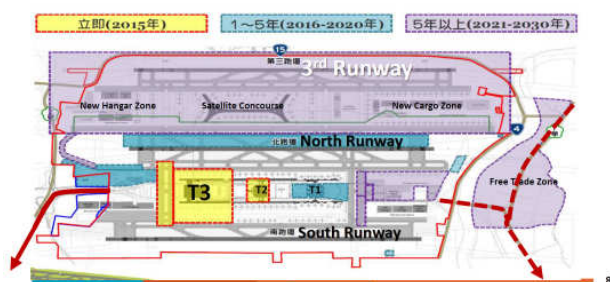 立即(2015年)
1～5年(2016-2020年)
5年以上(2021-2030年)
15
第三跑道
3rd Runway
New Hangar Zone
Satellite Concourse
New Cargo Zone
4
北跑道
North Runway
T3
T2
T1
Free Trade Zone
南跑道
South Runway